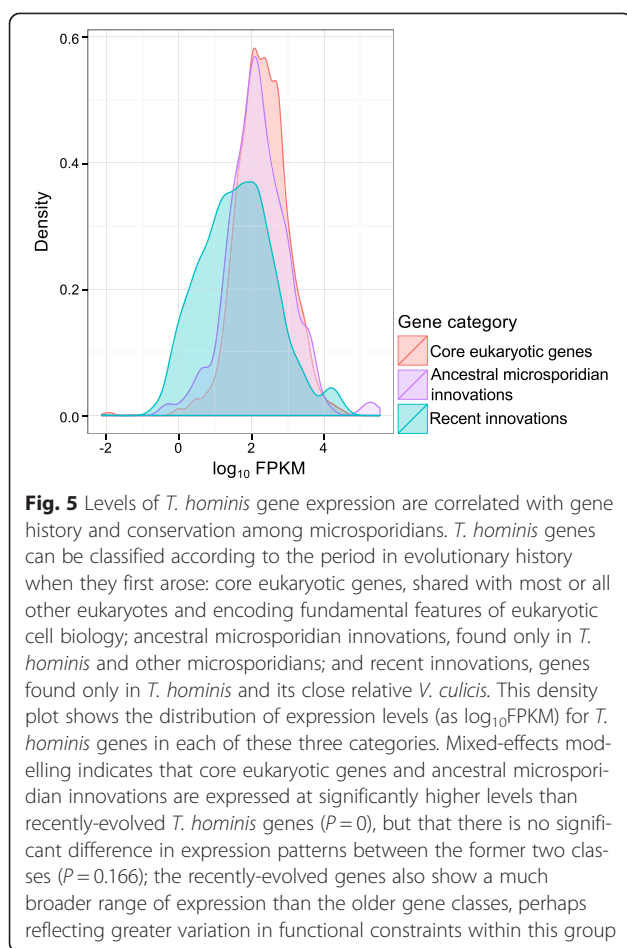 0.6
0.4
Density
0.2
0.0
-2 0 2 4
log10 FPKM
Gene category
Core eukaryotic genes
Ancestral microsporidian
innovations
Recent innovations
Fig. 5 Levels of T. hominis gene expression are correlated with gene
history and conservation among microsporidians. T. hominis genes
can be classified according to the period in evolutionary history
when they first arose: core eukaryotic genes, shared with most or all
other eukaryotes and encoding fundamental features of eukaryotic
cell biology; ancestral microsporidian innovations, found only in T.
hominis and other microsporidians; and recent innovations, genes
found only in T. hominis and its close relative V. culicis. This density
plot shows the distribution of expression levels (as log10FPKM) for T.
hominis genes in each of these three categories. Mixed-effects mod-
elling indicates that core eukaryotic genes and ancestral microspori-
dian innovations are expressed at significantly higher levels than
recently-evolved T. hominis genes (P = 0), but that there is no signifi-
cant difference in expression patterns between the former two clas-
ses (P = 0.166); the recently-evolved genes also show a much
broader range of expression than the older gene classes, perhaps
reflecting greater variation in functional constraints within this group